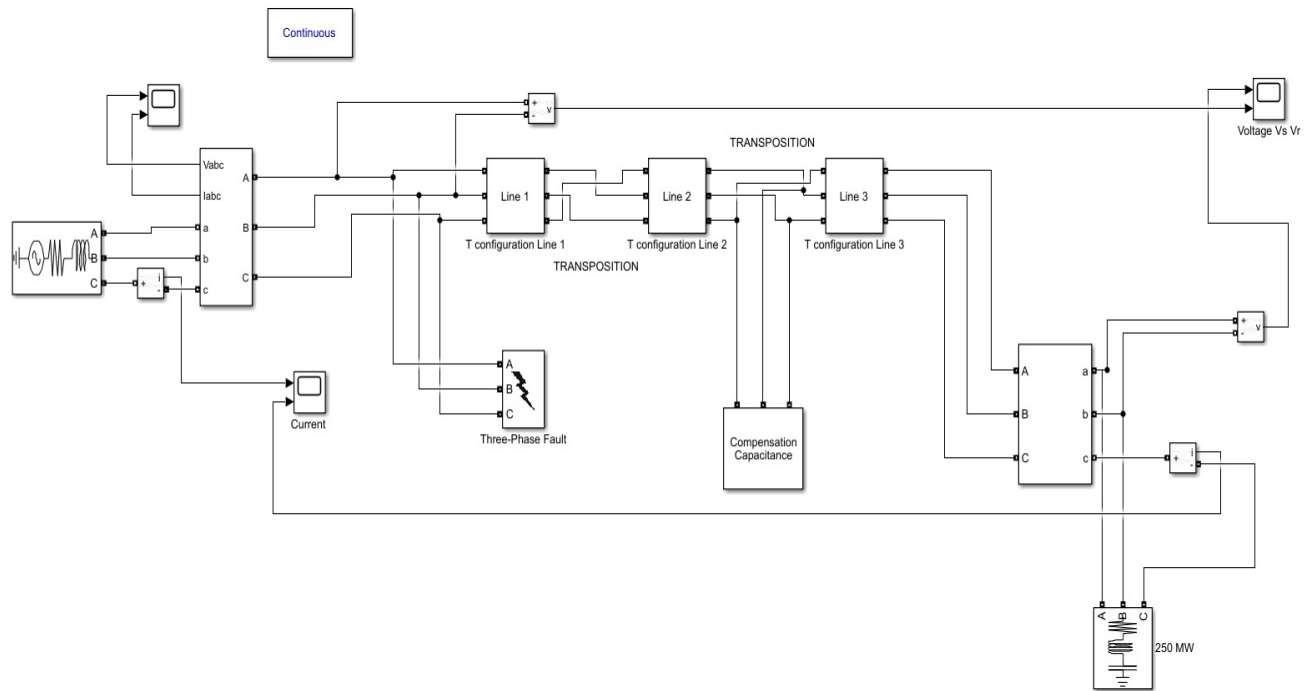 Continuous
Voltage Vs Vr
+
-
v
TRANSPOSITION
Vabc
Iabc
a
b
c
A
B
C
Line 1
Line 2
Line 3
T configuration Line 1
T configuration Line 2
T configuration Line 3
TRANSPOSITION
A
B
C
+
i
-
+
-
v
A
B
C
Three-Phase Fault
Current
Compensation
Capacitance
A
B
C
a
b
c
+
i
-
A
B
C
250 MW